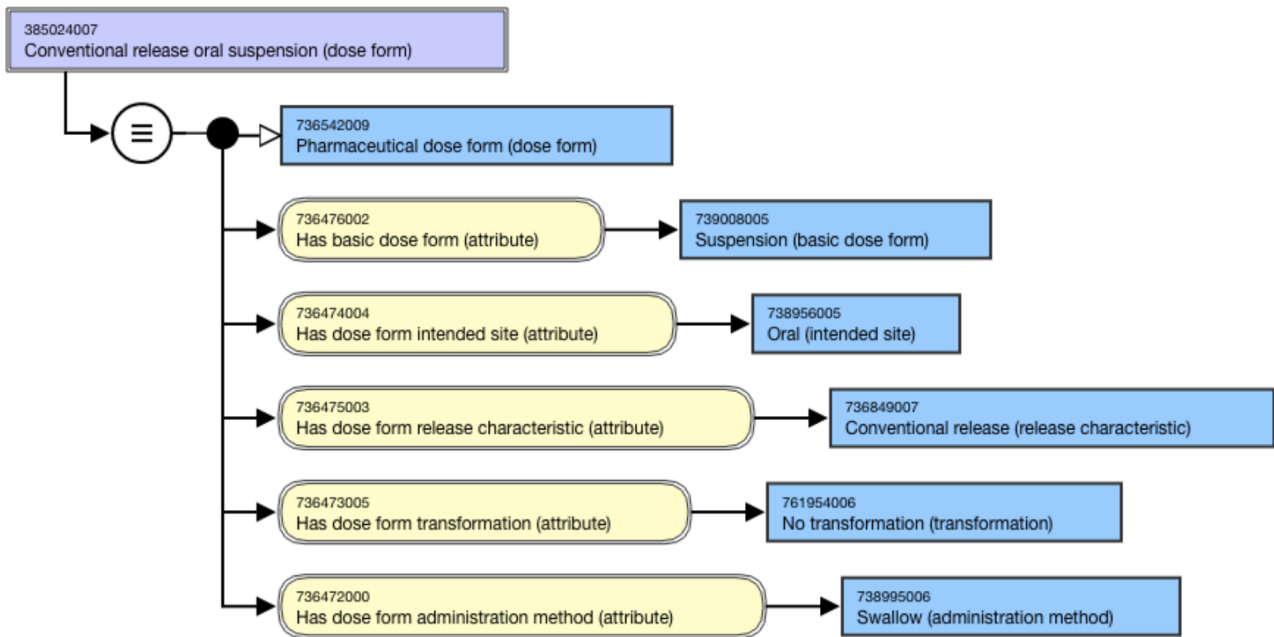 385024007
Conventional release oral suspension (dose form)
736542009
Pharmaceutical dose form (dose form)
736476002
Has basic dose form (attribute)
739008005
Suspension (basic dose form)
736474004
Has dose form intended site (attribute)
738956005
Oral (intended site)
736475003
Has dose form release characteristic (attribute)
736849007
Conventional release (release characteristic)
736473005
Has dose form transformation (attribute)
761954006
No transformation (transformation)
736472000
Has dose form administration method (attribute)
738995006
Swallow (administration method)